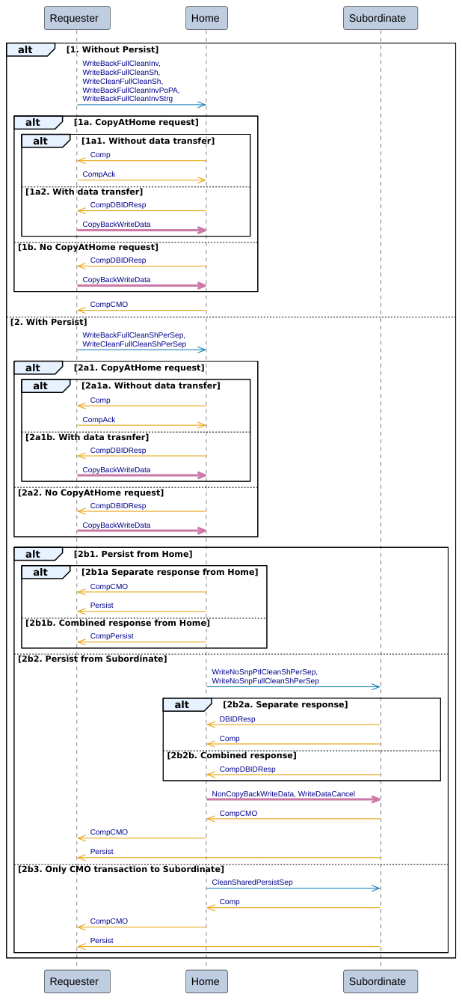 Requester Home Subordinate
alt [1. Without Persist]
WriteBackFullCleanInv,
WriteBackFullCleanSh,
WriteCleanFullCleanSh,
WriteBackFullCleanInvPoPA,
WriteBackFullCleanInvStrg
alt [1a. CopyAtHome request]
alt [1a1. Without data transfer]
Comp
CompAck
[1a2. With data transfer]
CompDBIDResp
CopyBackWriteData
[1b. No CopyAtHome request]
CompDBIDResp
CopyBackWriteData
CompCMO
[2. With Persist]
WriteBackFullCleanShPerSep,
WriteCleanFullCleanShPerSep
alt [2a1. CopyAtHome request]
alt [2a1a. Without data transfer]
Comp
CompAck
[2a1b. With data trasnfer]
CompDBIDResp
CopyBackWriteData
[2a2. No CopyAtHome request]
CompDBIDResp
CopyBackWriteData
alt [2b1. Persist from Home]
alt [2b1a Separate response from Home]
CompCMO
Persist
[2b1b. Combined response from Home]
CompPersist
[2b2. Persist from Subordinate]
WriteNoSnpPtlCleanShPerSep,
WriteNoSnpFullCleanShPerSep
alt [2b2a. Separate response]
DBIDResp
Comp
[2b2b. Combined response]
CompDBIDResp
NonCopyBackWriteData, WriteDataCancel
CompCMO
CompCMO
Persist
[2b3. Only CMO transaction to Subordinate]
CleanSharedPersistSep
Comp
CompCMO
Persist
Requester Home Subordinate